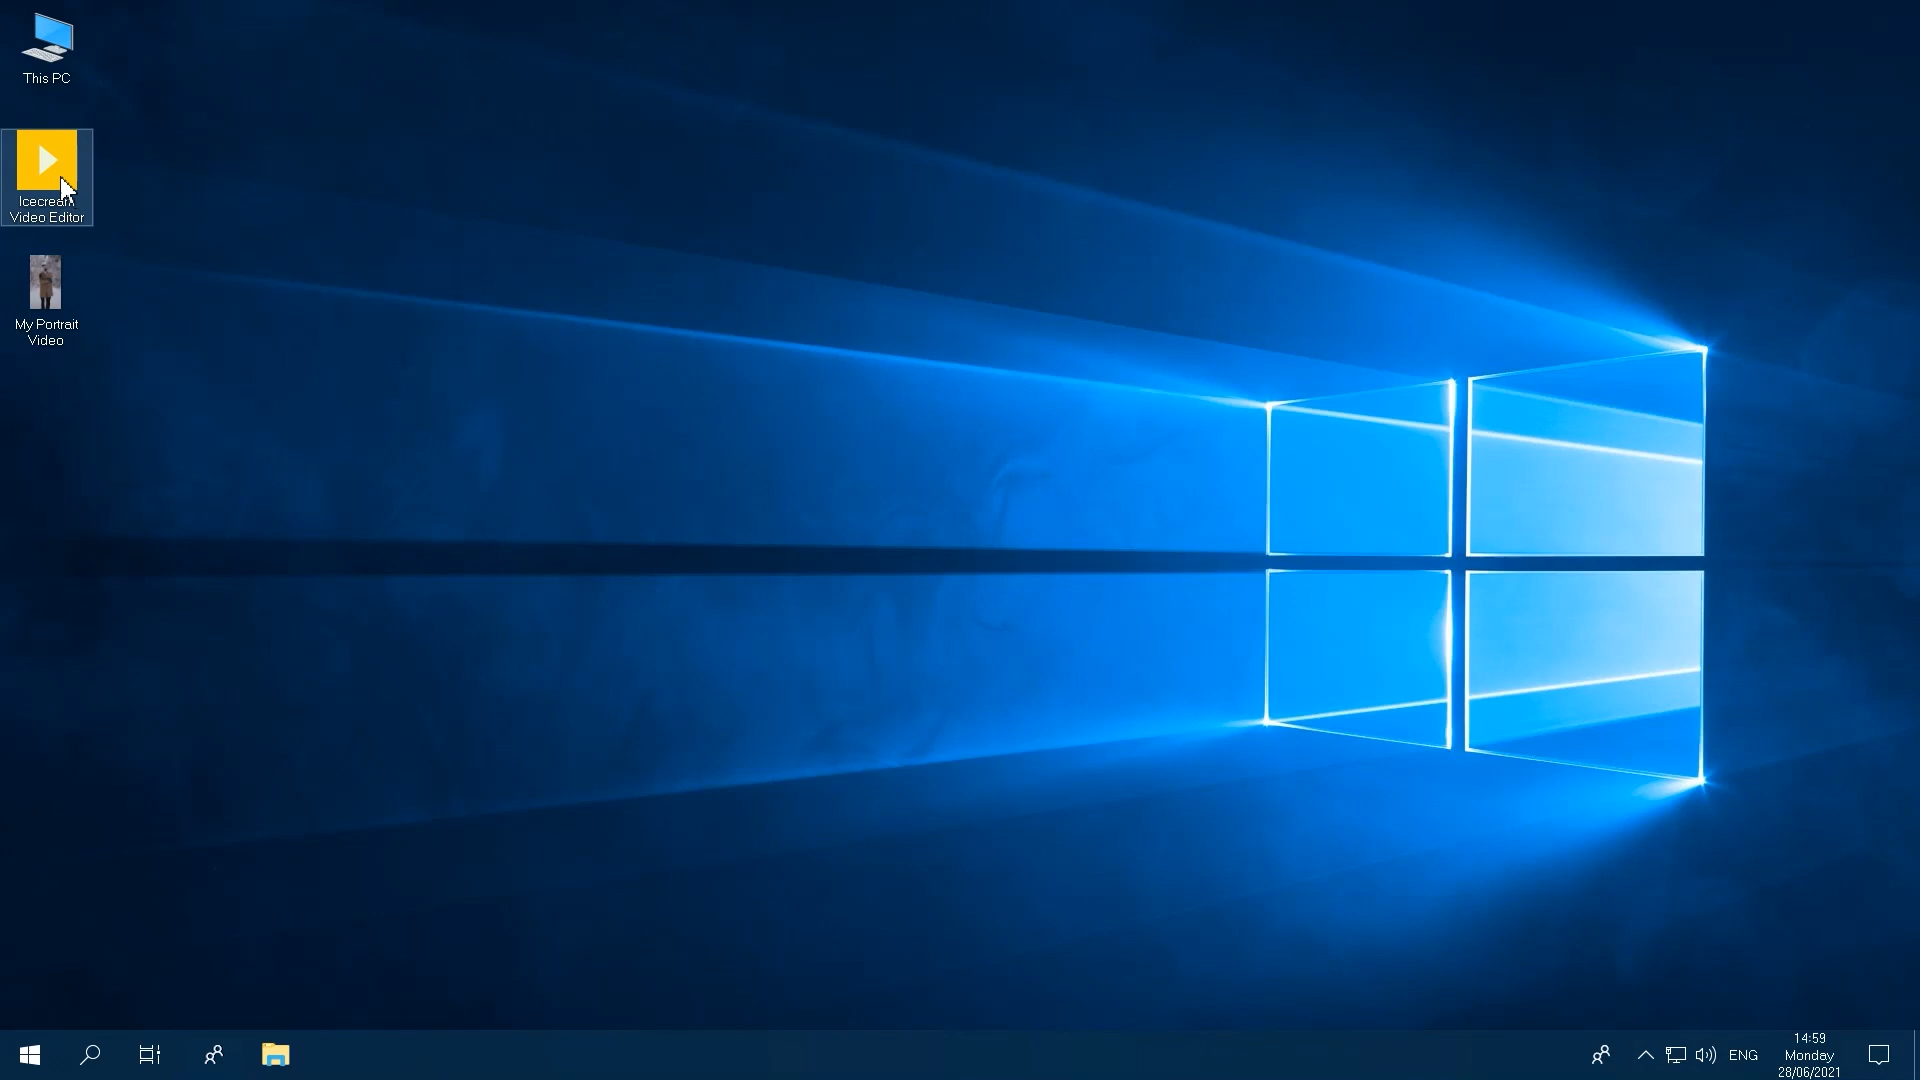 This PC
Icecream
Video Editor
My Portrait
Video
ENG
14:59
Monday
28/06/2021